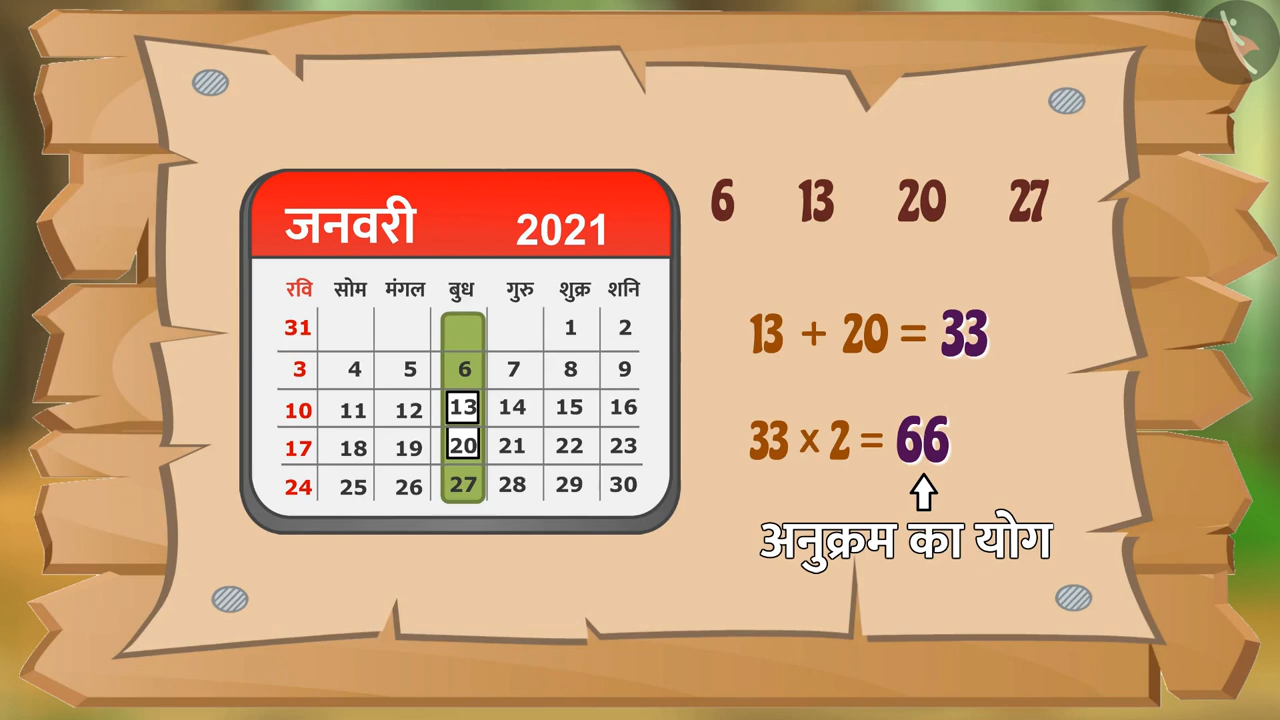 जनवरी 2021
रवि सोम मंगल बुध गुरु शुक्र शनि
31 1 2
3 4 5 6 7 8 9
10 11 12 13 14 15 16
17 18 19 20 21 22 23
24 25 26 27 28 29 30
6 13 20 27
13 + 20 = 33
33 × 2 = 66
अनुक्रम का योग